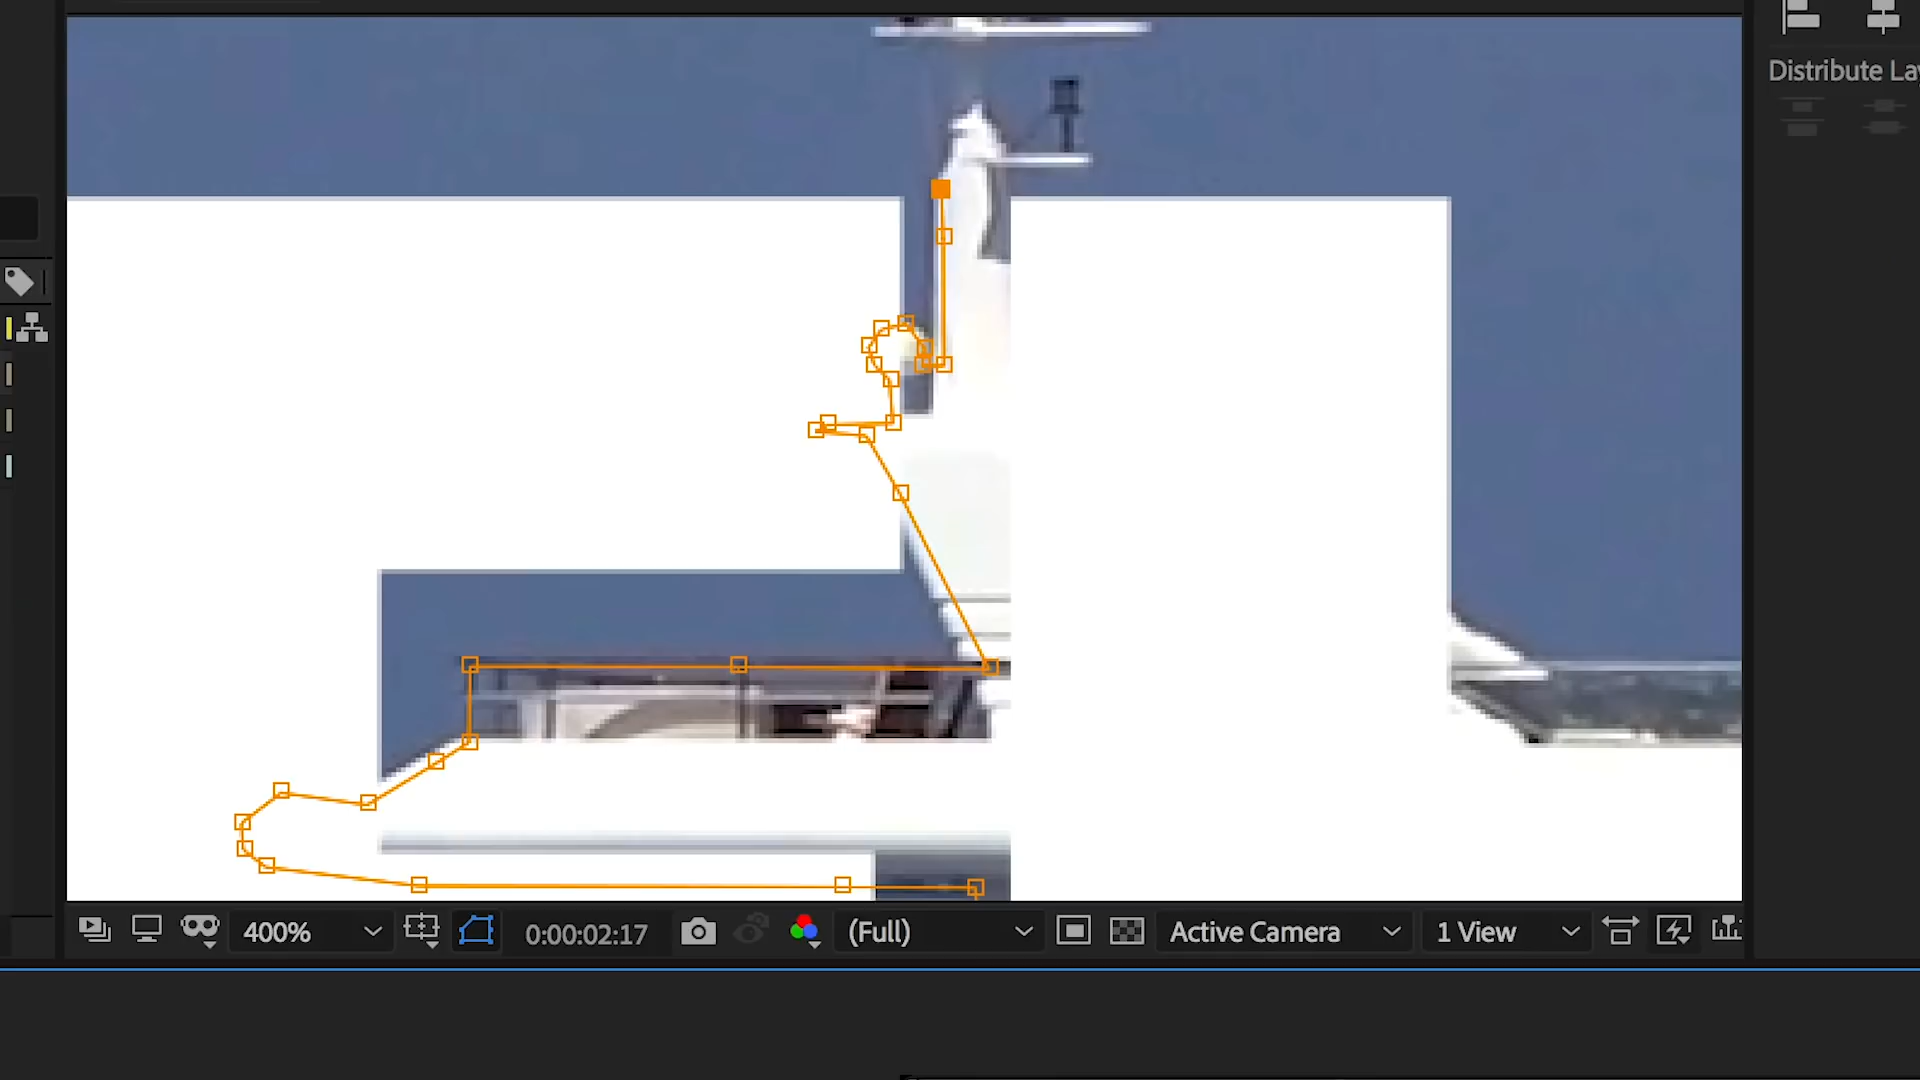 Distribute La
400%
0:00:02:17
(Full)
Active Camera
1 View